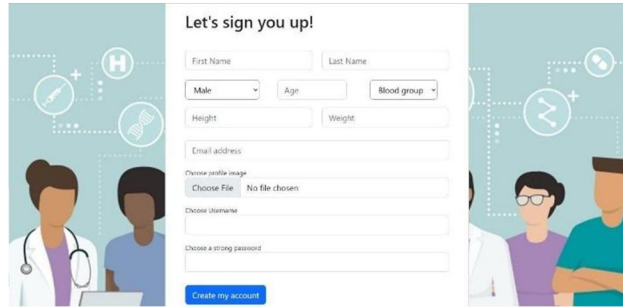 Let's sign you up!
First Name Last Name
Male Age Blood group
Height Weight
Email address
Choose profile image
Choose File No file chosen
Choose Username
Choose a strong password
Create my account
H